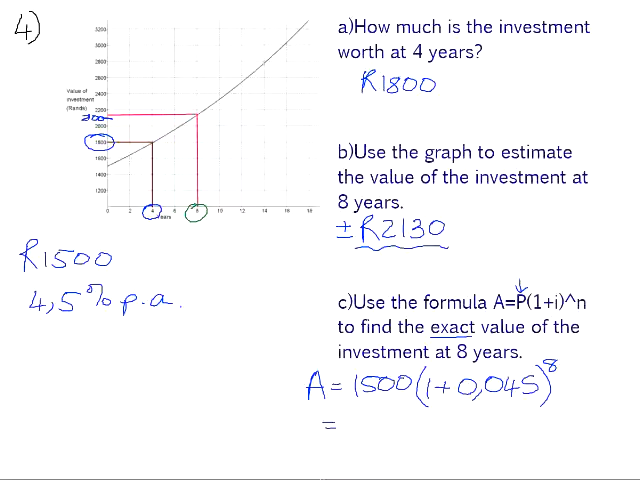 4)
3200
3000
2800
2600
2400
2200
1800
1600
1400
1200
Value of
investment
(Rands)
0 2 4 6 8 10 12 14 16 18
Years
R1500
4,5% p.a.
a)How much is the investment
worth at 4 years?
R1800
b)Use the graph to estimate
the value of the investment at
8 years.
± R2130
c)Use the formula A=P(1+i)^n
to find the exact value of the
investment at 8 years.
A = 1500(1+0,045)^8
=